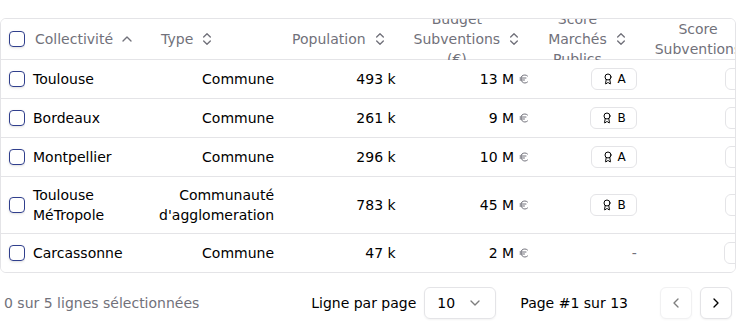 Collectivité
Type
Population
Budget
Subventions
(€)
Score
Marchés
Publics
Score
Subvention
Toulouse Commune 493 k 13 M € A
Bordeaux Commune 261 k 9 M € B
Montpellier Commune 296 k 10 M € A
Toulouse
MéTropole
Communauté
d'agglomeration
783 k 45 M € B
Carcassonne Commune 47 k 2 M € -
0 sur 5 lignes sélectionnées Ligne par page 10 Page #1 sur 13